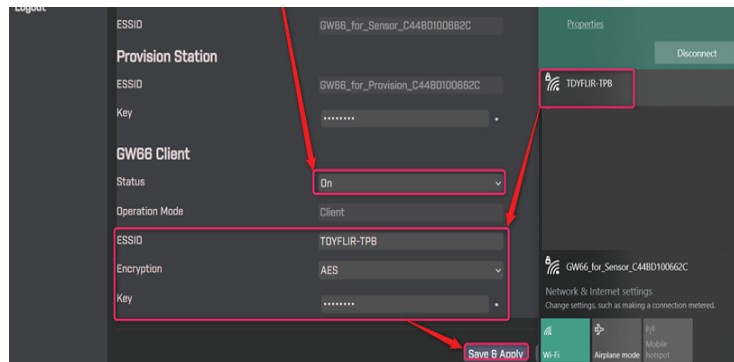 Logout
ESSID
GW66_for_Sensor_C44BD100662C
Provision Station
ESSID
GW66_for_Provision_C44BD100662C
Key
••••••••
GW66 Client
Status
On
Operation Mode
Client
ESSID
TDYFLIR-TPB
Encryption
AES
Key
••••••••
Save & Apply
Properties
Disconnect
TDYFLIR-TPB
GW66_for_Sensor_C44BD100662C
Network & Internet settings
Change settings, such as making a connection metered.
Wi-Fi
Airplane mode
Mobile
hotspot